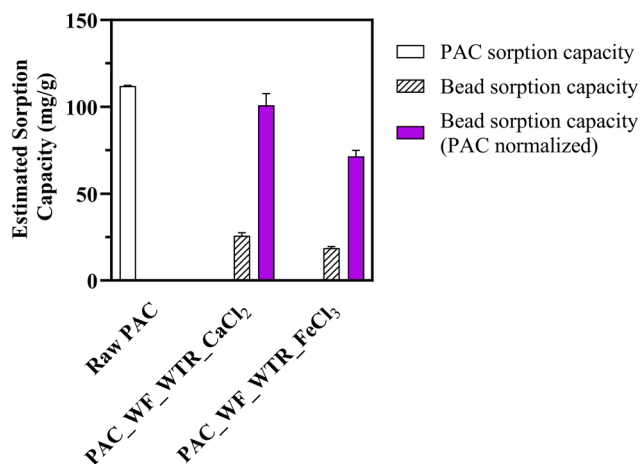 150
100
50
0
Estimated Sorption
Capacity (mg/g)
Raw PAC
PAC_WF_WTR_CaCl₂
PAC_WF_WTR_FeCl₃
PAC sorption capacity
Bead sorption capacity
Bead sorption capacity
(PAC normalized)